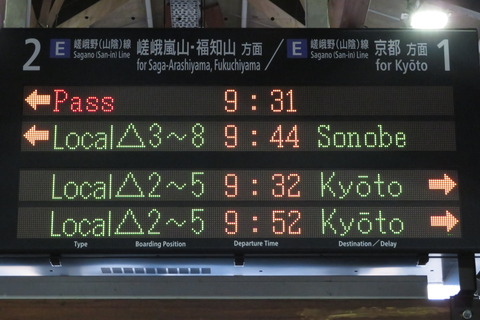 2 E 嵯峨野(山陰)線 Sagano (San-in) Line 嵯峨嵐山・福知山 方面 for Saga-Arashiyama, Fukuchiyama / E 嵯峨野(山陰)線 Sagano (San-in) Line 京都 方面 for Kyōto 1
← Pass 9:31
← Local △3～8 9:44 Sonobe
Local △2～5 9:32 Kyōto →
Local △2～5 9:52 Kyōto →
Type Boarding Position Departure Time Destination／Delay